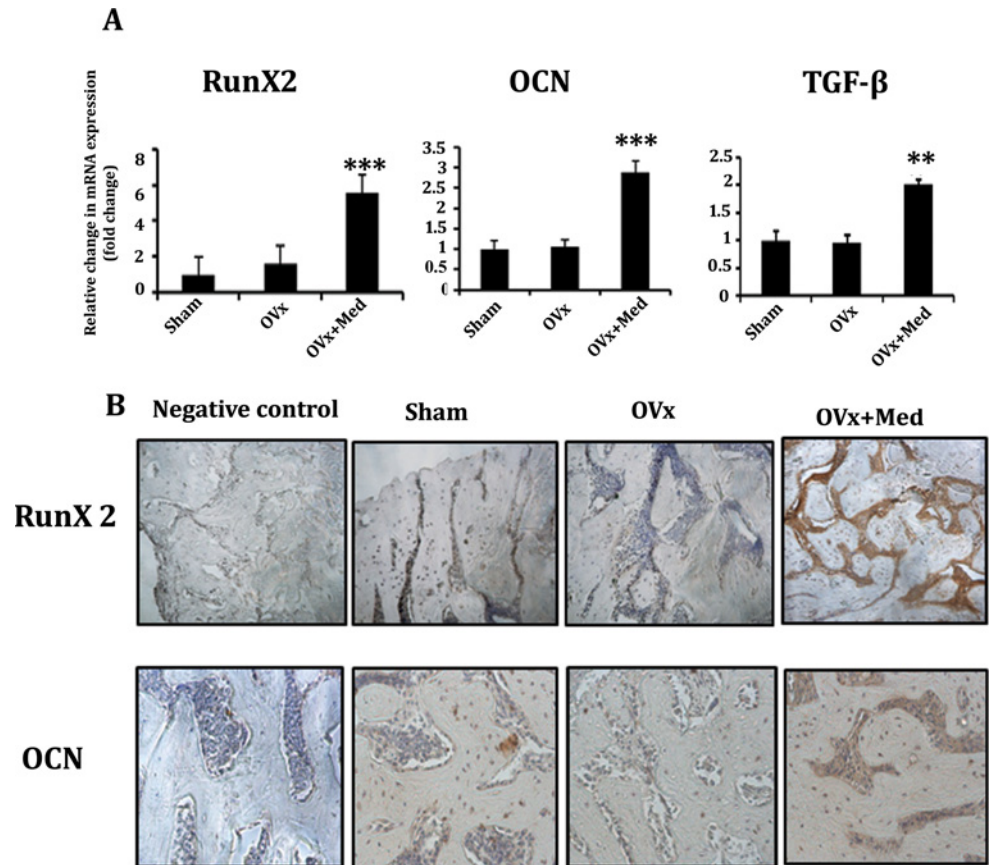 A
RunX2
OCN
TGF-β
Relative change in mRNA expression
(fold change)
8
6
4
2
0
***
Sham
OVx
OVx+Med
3.5
3
2.5
2
1.5
1
0.5
***
Sham
OVx
OVx+Med
2.5
2
1.5
1
0.5
0
**
Sham
OVx
OVx+Med
B
Negative control
Sham
OVx
OVx+Med
RunX 2
OCN